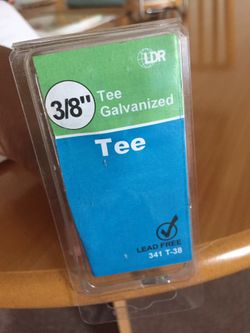 LDR
3/8"
Tee
Galvanized
Tee
LEAD FREE
341 T-38